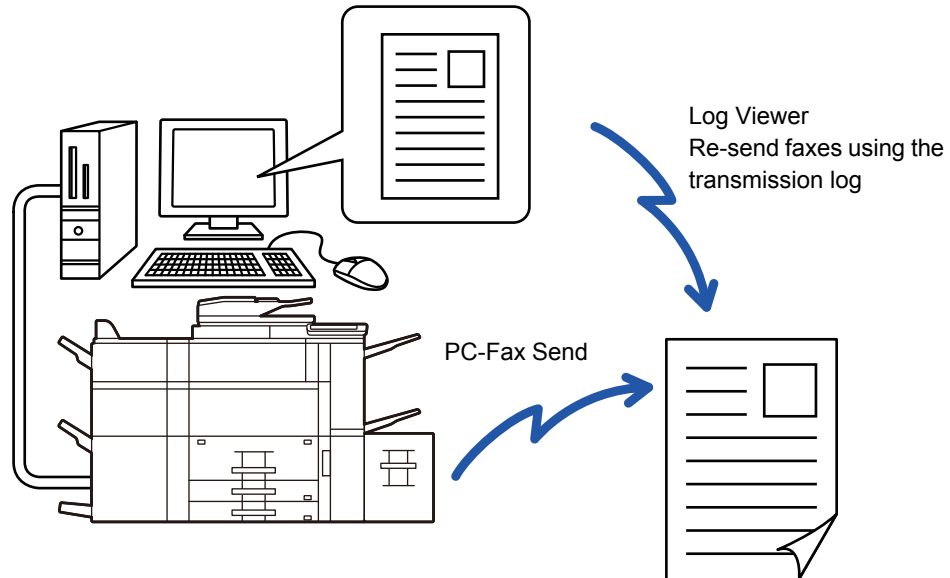 Log Viewer
Re-send faxes using the
transmission log
PC-Fax Send